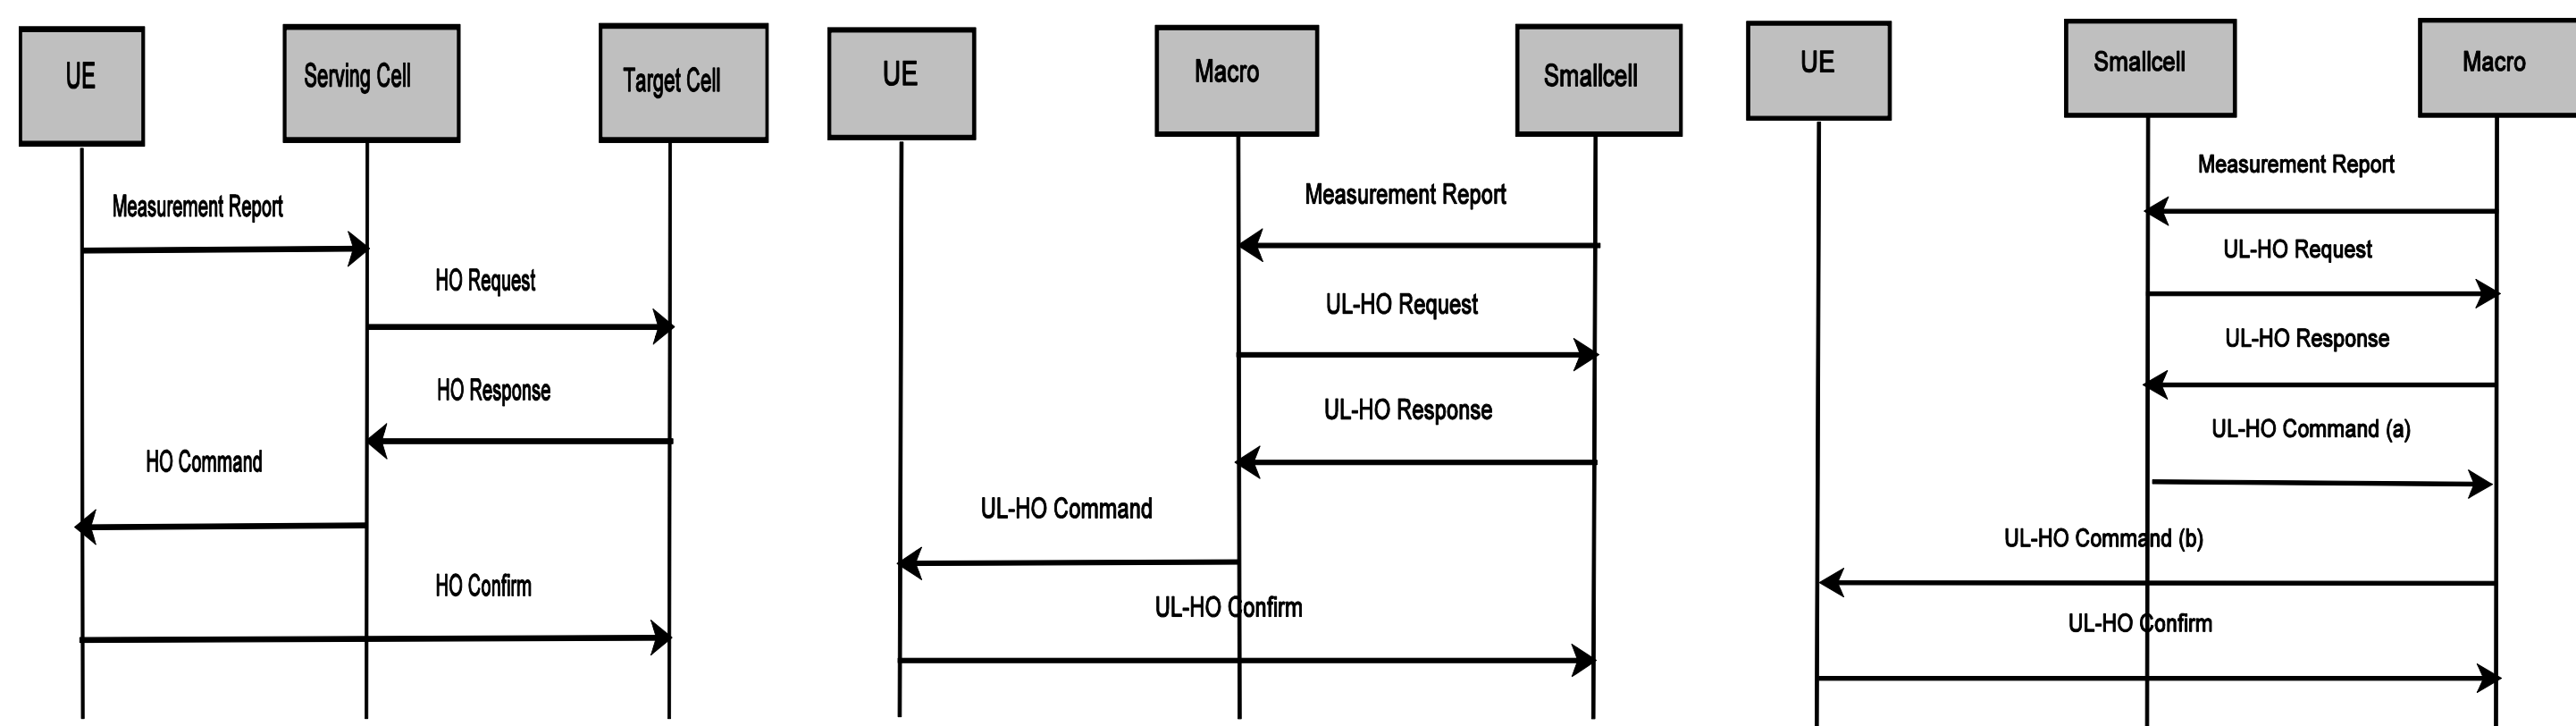 UE
Serving Cell
Target Cell
Measurement Report
HO Request
HO Response
HO Command
HO Confirm
UE
Macro
Smallcell
Measurement Report
UL-HO Request
UL-HO Response
UL-HO Command
UL-HO Confirm
UE
Smallcell
Macro
Measurement Report
UL-HO Request
UL-HO Response
UL-HO Command (a)
UL-HO Command (b)
UL-HO Confirm